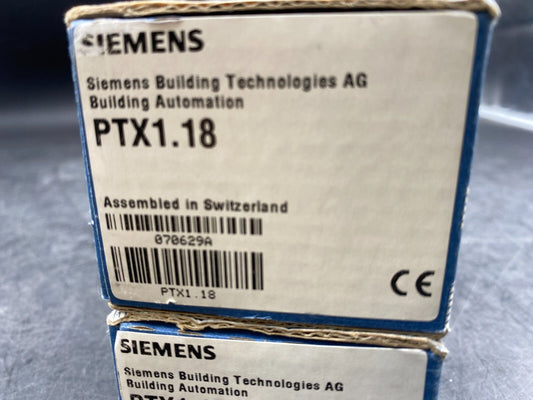 SIEMENS
Siemens Building Technologies AG
Building Automation
PTX1.18
Assembled in Switzerland
070629A
PTX1.18
CE
SIEMENS
Siemens Building Technologies AG
Building Automation